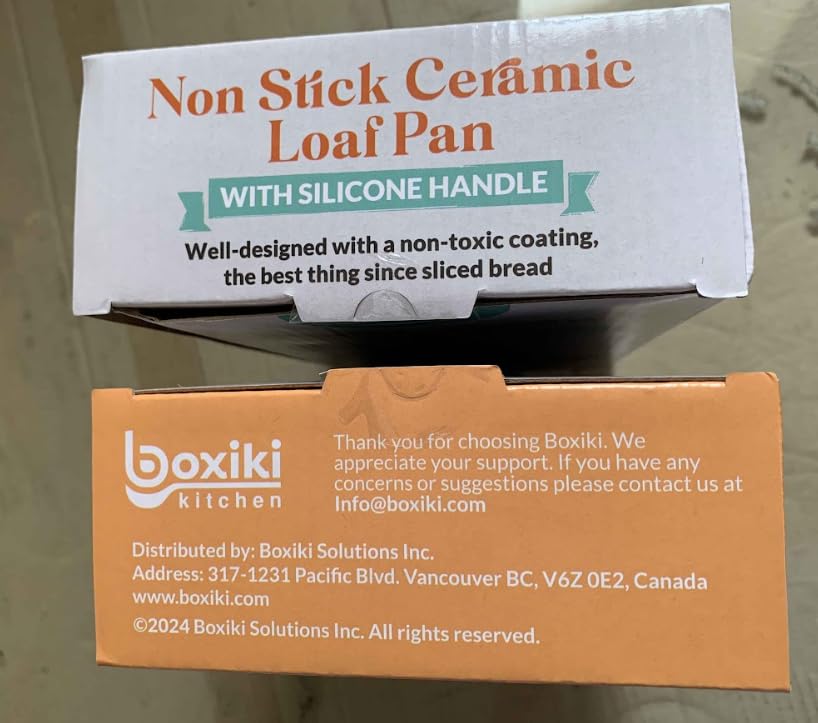 Non Stick Ceramic
Loaf Pan
WITH SILICONE HANDLE
Well-designed with a non-toxic coating,
the best thing since sliced bread
boxiki
kitchen
Thank you for choosing Boxiki. We
appreciate your support. If you have any
concerns or suggestions please contact us at
Info@boxiki.com
Distributed by: Boxiki Solutions Inc.
Address: 317-1231 Pacific Blvd. Vancouver BC, V6Z 0E2, Canada
www.boxiki.com
©2024 Boxiki Solutions Inc. All rights reserved.